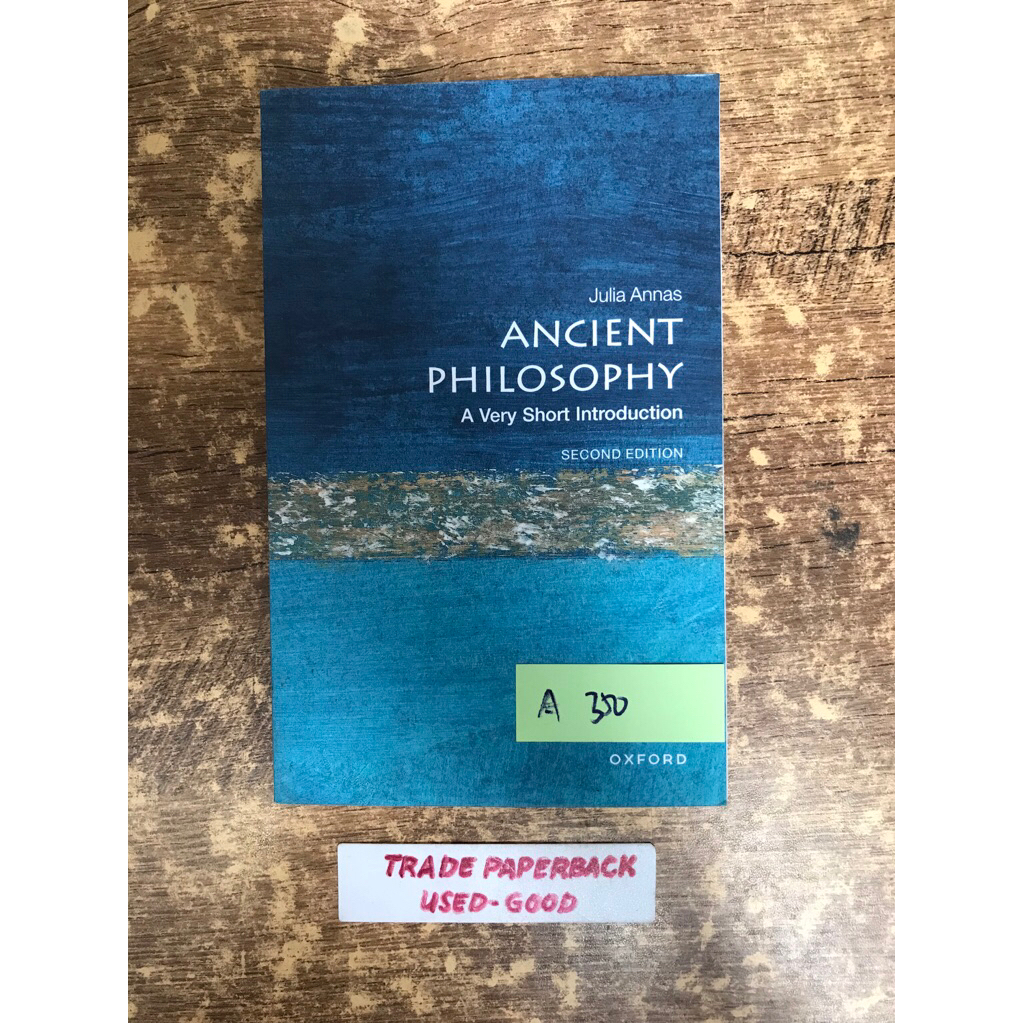 Julia Annas
ANCIENT
PHILOSOPHY
A Very Short Introduction
SECOND EDITION
A 350
OXFORD
TRADE PAPERBACK
USED-GOOD